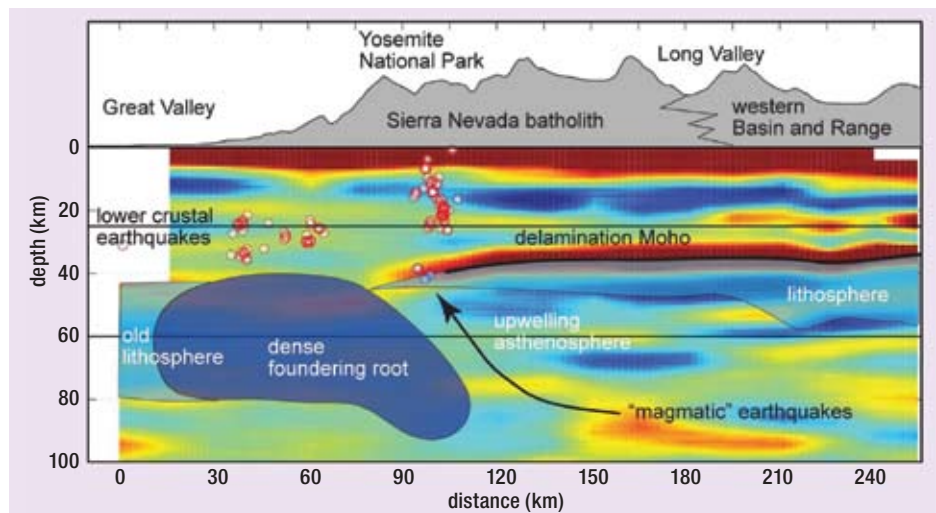 Yosemite
National Park
Long Valley
Great Valley
Sierra Nevada batholith
western
Basin and Range
0
20
40
60
80
100
depth (km)
lower crustal
earthquakes
delamination Moho
lithosphere
old
lithosphere
dense
foundering root
upwelling
asthenosphere
"magmatic" earthquakes
0 30 60 90 120 150 180 210 240
distance (km)